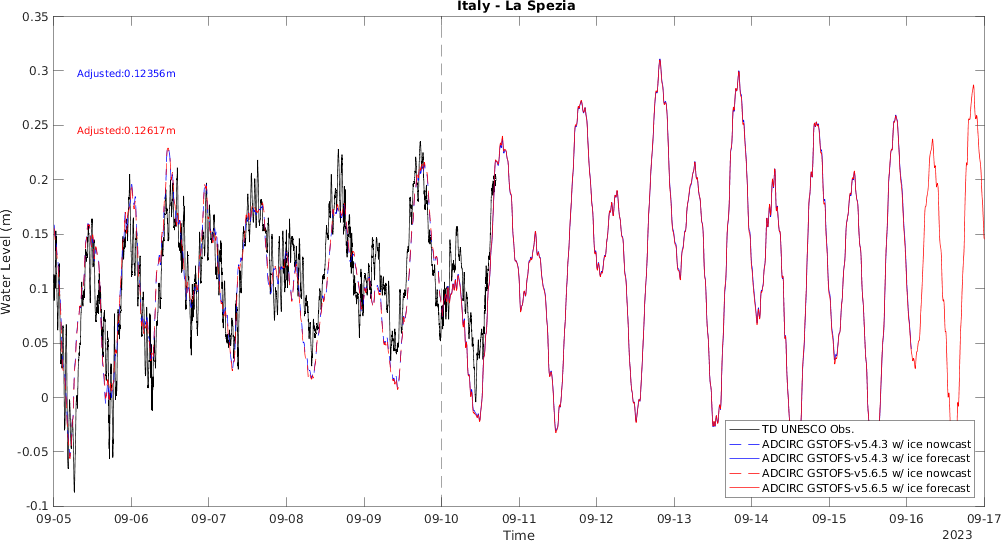 Italy - La Spezia
0.35
0.3
0.25
0.2
0.15
0.1
0.05
0
-0.05
-0.1
Water Level (m)
Adjusted:0.12356m
Adjusted:0.12617m
TD UNESCO Obs.
ADCIRC GSTOFS-v5.4.3 w/ ice nowcast
ADCIRC GSTOFS-v5.4.3 w/ ice forecast
ADCIRC GSTOFS-v5.6.5 w/ ice nowcast
ADCIRC GSTOFS-v5.6.5 w/ ice forecast
09-05 09-06 09-07 09-08 09-09 09-10 09-11 09-12 09-13 09-14 09-15 09-16 09-17
Time
2023